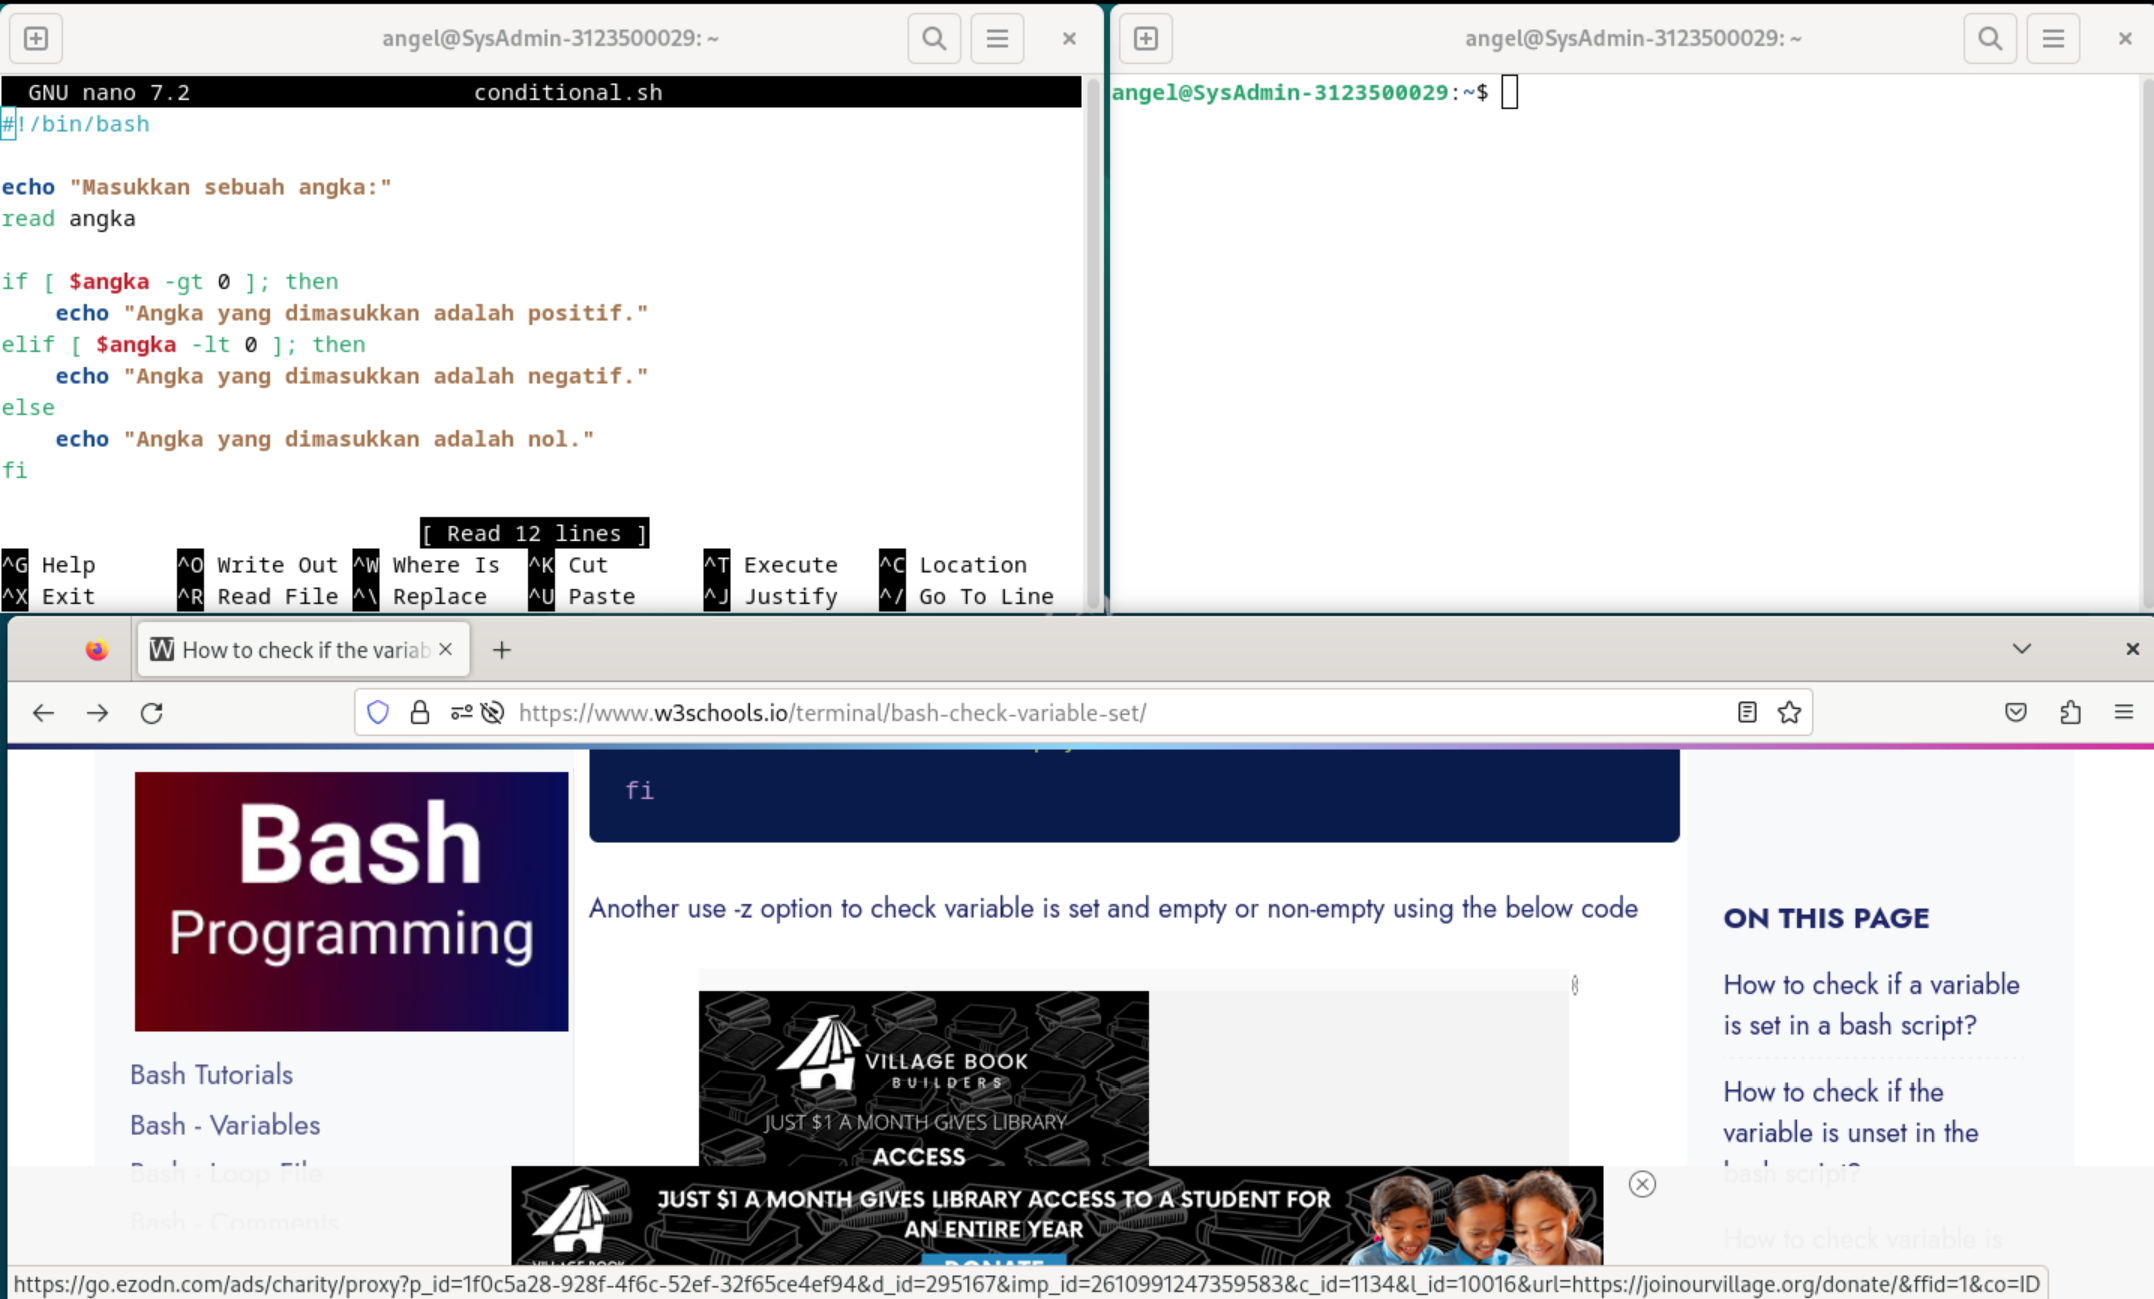 angel@SysAdmin-3123500029: ~
GNU nano 7.2 conditional.sh
#!/bin/bash
echo "Masukkan sebuah angka:"
read angka
if [ $angka -gt 0 ]; then
echo "Angka yang dimasukkan adalah positif."
elif [ $angka -lt 0 ]; then
echo "Angka yang dimasukkan adalah negatif."
else
echo "Angka yang dimasukkan adalah nol."
fi
[ Read 12 lines ]
^G Help ^O Write Out ^W Where Is ^K Cut ^T Execute ^C Location
^X Exit ^R Read File ^\ Replace ^U Paste ^J Justify ^/ Go To Line
angel@SysAdmin-3123500029: ~
angel@SysAdmin-3123500029:~$
W How to check if the variab
https://www.w3schools.io/terminal/bash-check-variable-set/
Bash
Programming
Bash Tutorials
Bash - Variables
Bash - Loop File
Bash - Comments
fi
Another use -z option to check variable is set and empty or non-empty using the below code
VILLAGE BOOK
BUILDERS
JUST $1 A MONTH GIVES LIBRARY
ACCESS
ON THIS PAGE
How to check if a variable
is set in a bash script?
How to check if the
variable is unset in the
bash script?
How to check variable is
JUST $1 A MONTH GIVES LIBRARY ACCESS TO A STUDENT FOR
AN ENTIRE YEAR
DONATE
VILLAGE BOOK
https://go.ezodn.com/ads/charity/proxy?p_id=1f0c5a28-928f-4f6c-52ef-32f65ce4ef94&d_id=295167&imp_id=2610991247359583&c_id=1134&l_id=10016&url=https://joinourvillage.org/donate/&ffid=1&co=ID